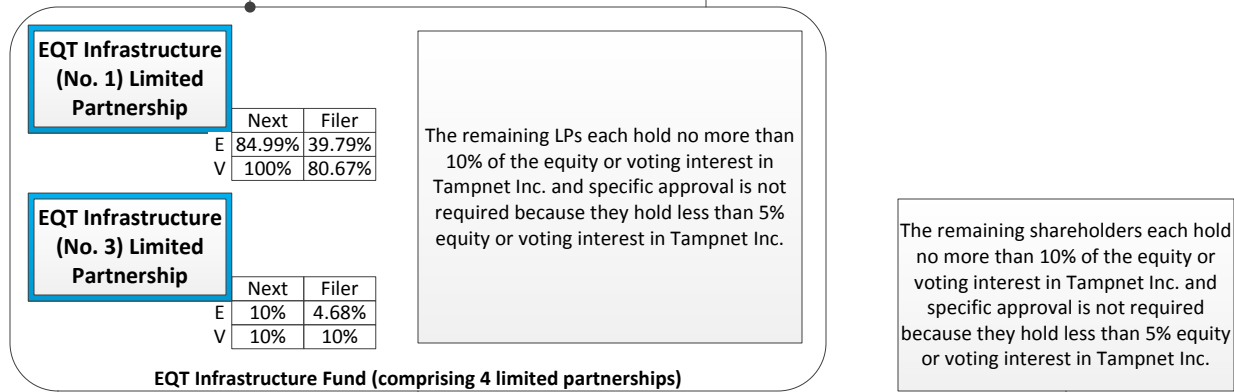 EQT Infrastructure
(No. 1) Limited
Partnership
Next Filer
E 84.99% 39.79%
V 100% 80.67%
EQT Infrastructure
(No. 3) Limited
Partnership
Next Filer
E 10% 4.68%
V 10% 10%
The remaining LPs each hold no more than
10% of the equity or voting interest in
Tampnet Inc. and specific approval is not
required because they hold less than 5%
equity or voting interest in Tampnet Inc.
EQT Infrastructure Fund (comprising 4 limited partnerships)
The remaining shareholders each hold
no more than 10% of the equity or
voting interest in Tampnet Inc. and
specific approval is not required
because they hold less than 5% equity
or voting interest in Tampnet Inc.